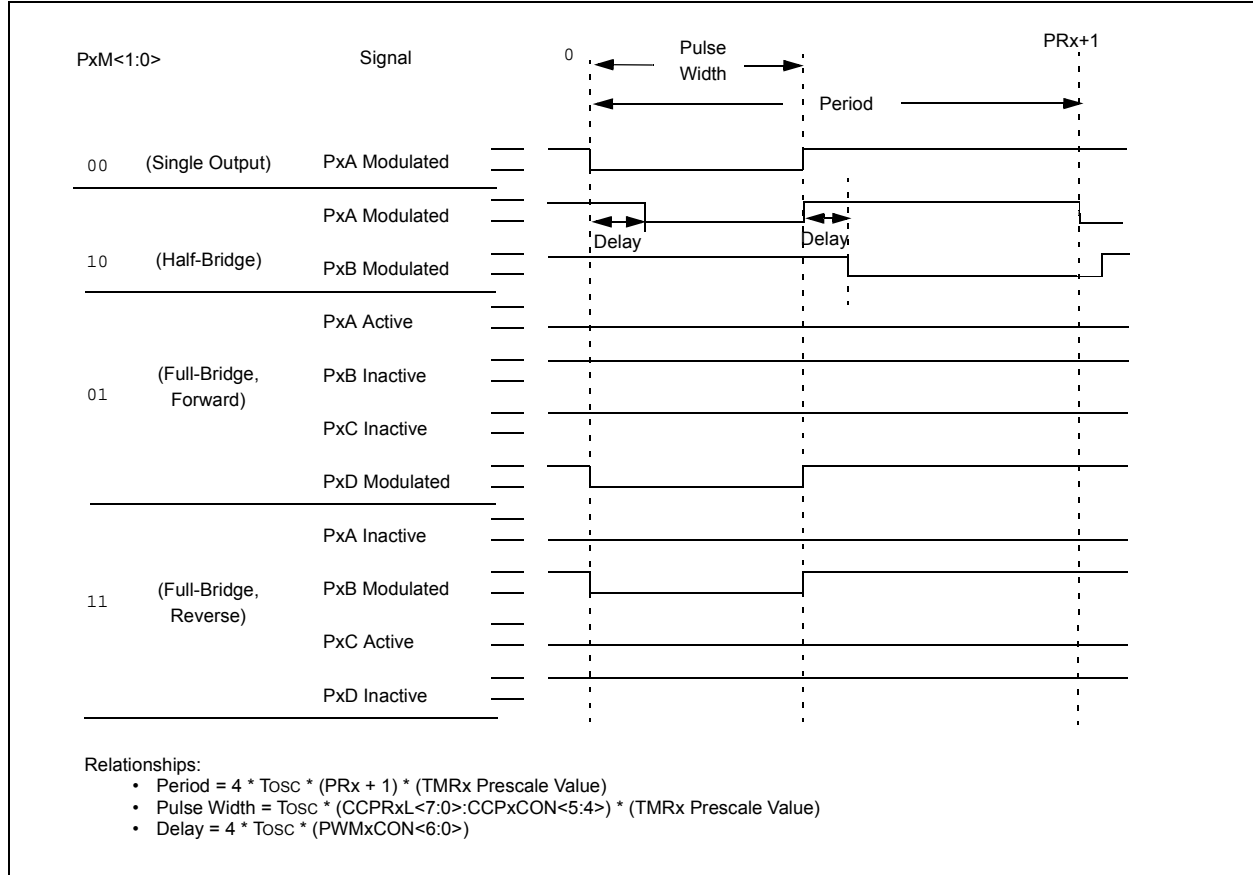 PxM<1:0>
Signal
0
Pulse
Width
PRx+1
Period
00
(Single Output)
PxA Modulated
PxA Modulated
Delay
Delay
10
(Half-Bridge)
PxB Modulated
PxA Active
01
(Full-Bridge,
Forward)
PxB Inactive
PxC Inactive
PxD Modulated
PxA Inactive
11
(Full-Bridge,
Reverse)
PxB Modulated
PxC Active
PxD Inactive
Relationships:
• Period = 4 * TOSC * (PRx + 1) * (TMRx Prescale Value)
• Pulse Width = TOSC * (CCPRxL<7:0>:CCPxCON<5:4>) * (TMRx Prescale Value)
• Delay = 4 * TOSC * (PWMxCON<6:0>)